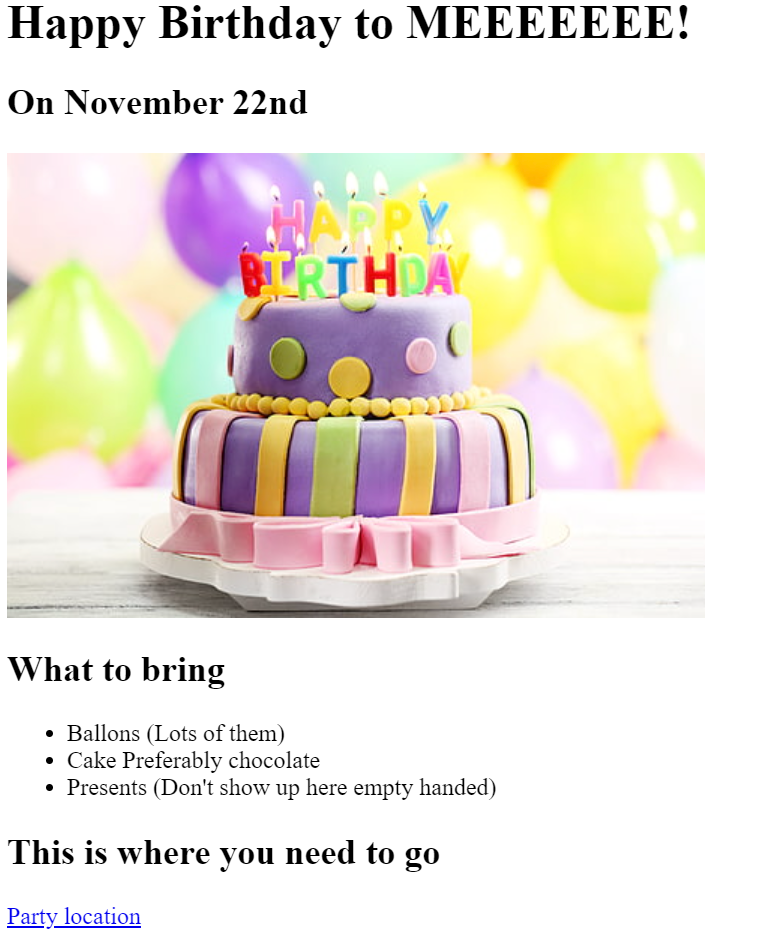 Happy Birthday to MEEEEEEE!
On November 22nd
HAPPY
BIRTHDAY
What to bring
Ballons (Lots of them)
Cake Preferably chocolate
Presents (Don't show up here empty handed)
This is where you need to go
Party location